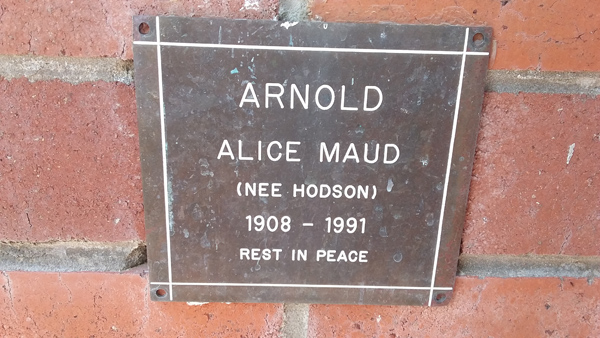 ARNOLD
ALICE MAUD
(NEE HODSON)
1908 - 1991
REST IN PEACE